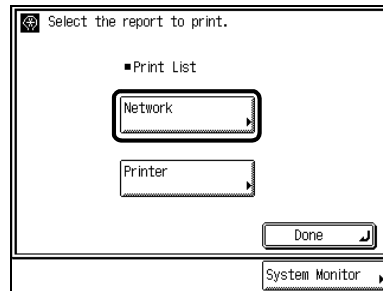 Select the report to print.
■Print List
Network
Printer
Done
System Monitor